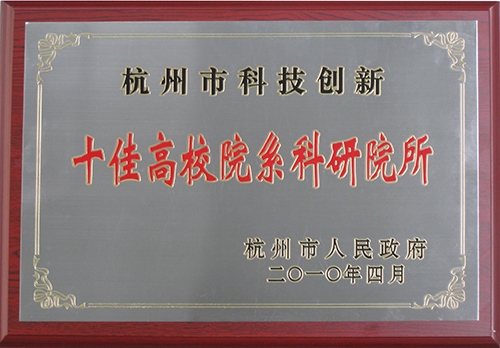 杭州市科技创新
十佳高校院系科研院所
杭州市人民政府
二〇一〇年四月